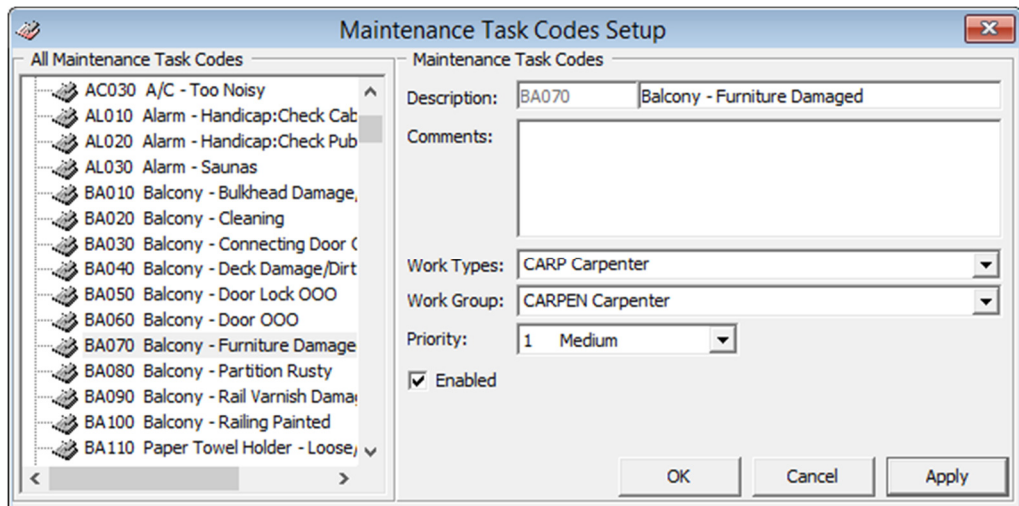 Maintenance Task Codes Setup
All Maintenance Task Codes
AC030 A/C - Too Noisy
AL010 Alarm - Handicap:Check Cab
AL020 Alarm - Handicap:Check Pub
AL030 Alarm - Saunas
BA010 Balcony - Bulkhead Damage,
BA020 Balcony - Cleaning
BA030 Balcony - Connecting Door
BA040 Balcony - Deck Damage/Dirt
BA050 Balcony - Door Lock OOO
BA060 Balcony - Door OOO
BA070 Balcony - Furniture Damage
BA080 Balcony - Partition Rusty
BA090 Balcony - Rail Varnish Dama
BA100 Balcony - Railing Painted
BA110 Paper Towel Holder - Loose/
Maintenance Task Codes
Description: BA070 Balcony - Furniture Damaged
Comments:
Work Types: CARP Carpenter
Work Group: CARPEN Carpenter
Priority: 1 Medium
Enabled
OK Cancel Apply